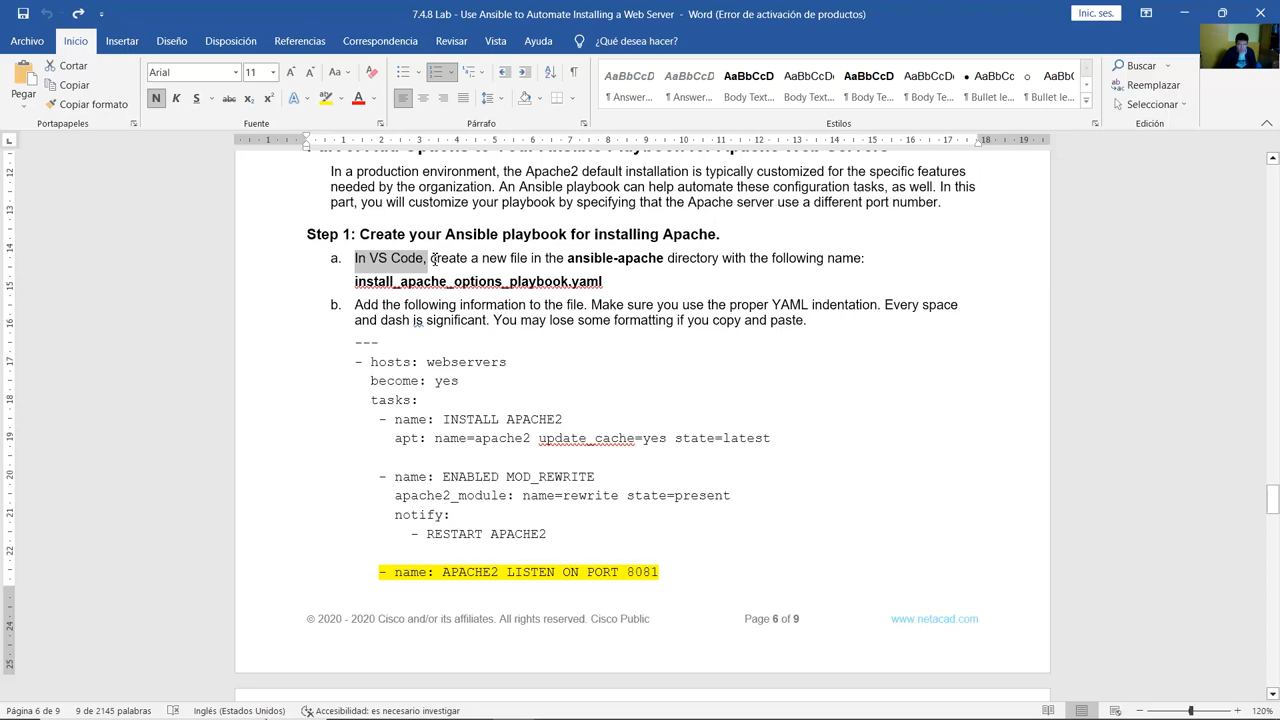 7.4.8 Lab - Use Ansible to Automate Installing a Web Server - Word (Error de activación de productos)
Inic. ses.
Archivo Inicio Insertar Diseño Disposición Referencias Correspondencia Revisar Vista Ayuda ¿Qué desea hacer?
Pegar
Cortar
Copiar
Copiar formato
Portapapeles
Arial 11
N K S abc x₂ x²
Fuente
Párrafo
AaBbCcD AaBbCcD AaBbCcD AaBbCcD AaBbCcD AaBbCc AaBbCc
¶ Answer... ¶ Answer... Body Text... Body Text... Body Text... ¶ Bullet le... ¶ Bullet L...
Estilos
Buscar
Reemplazar
Seleccionar
Edición
In a production environment, the Apache2 default installation is typically customized for the specific features
needed by the organization. An Ansible playbook can help automate these configuration tasks, as well. In this
part, you will customize your playbook by specifying that the Apache server use a different port number.
Step 1: Create your Ansible playbook for installing Apache.
a. In VS Code, create a new file in the ansible-apache directory with the following name:
install_apache_options_playbook.yaml
b. Add the following information to the file. Make sure you use the proper YAML indentation. Every space
and dash is significant. You may lose some formatting if you copy and paste.
---
- hosts: webservers
become: yes
tasks:
- name: INSTALL APACHE2
apt: name=apache2 update_cache=yes state=latest
- name: ENABLED MOD_REWRITE
apache2_module: name=rewrite state=present
notify:
- RESTART APACHE2
- name: APACHE2 LISTEN ON PORT 8081
© 2020 - 2020 Cisco and/or its affiliates. All rights reserved. Cisco Public Page 6 of 9 www.netacad.com
Página 6 de 9 9 de 2145 palabras Inglés (Estados Unidos) Accesibilidad: es necesario investigar 120%